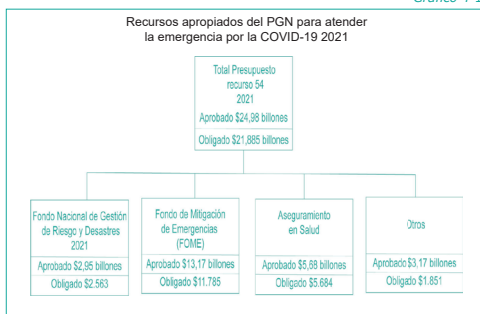 Recursos apropiados del PGN para atender
la emergencia por la COVID-19 2021
Total Presupuesto
recurso 54
2021
Aprobado $24,98 billones
Obligado $21,885 billones
Fondo Nacional de Gestión
de Riesgo y Desastres
2021
Aprobado $2,95 billones
Obligado $2.563
Fondo de Mitigación
de Emergencias
(FOME)
Aprobado $13,17 billones
Obligado $11.785
Aseguramiento
en Salud
Aprobado $5,68 billones
Obligado $5.684
Otros
Aprobado $3,17 billones
Obligado $1.851